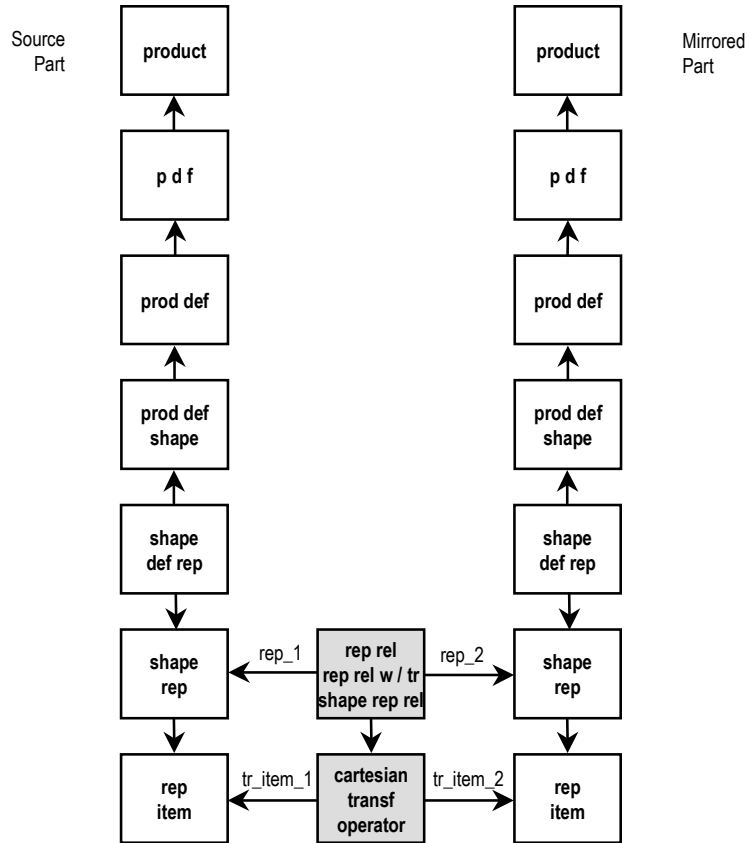 Source
Part
product
product
Mirrored
Part
p d f
p d f
prod def
prod def
prod def
shape
prod def
shape
shape
def rep
shape
def rep
shape
rep
rep_1
rep rel
rep rel w / tr
shape rep rel
rep_2
shape
rep
rep
item
tr_item_1
cartesian
transf
operator
tr_item_2
rep
item